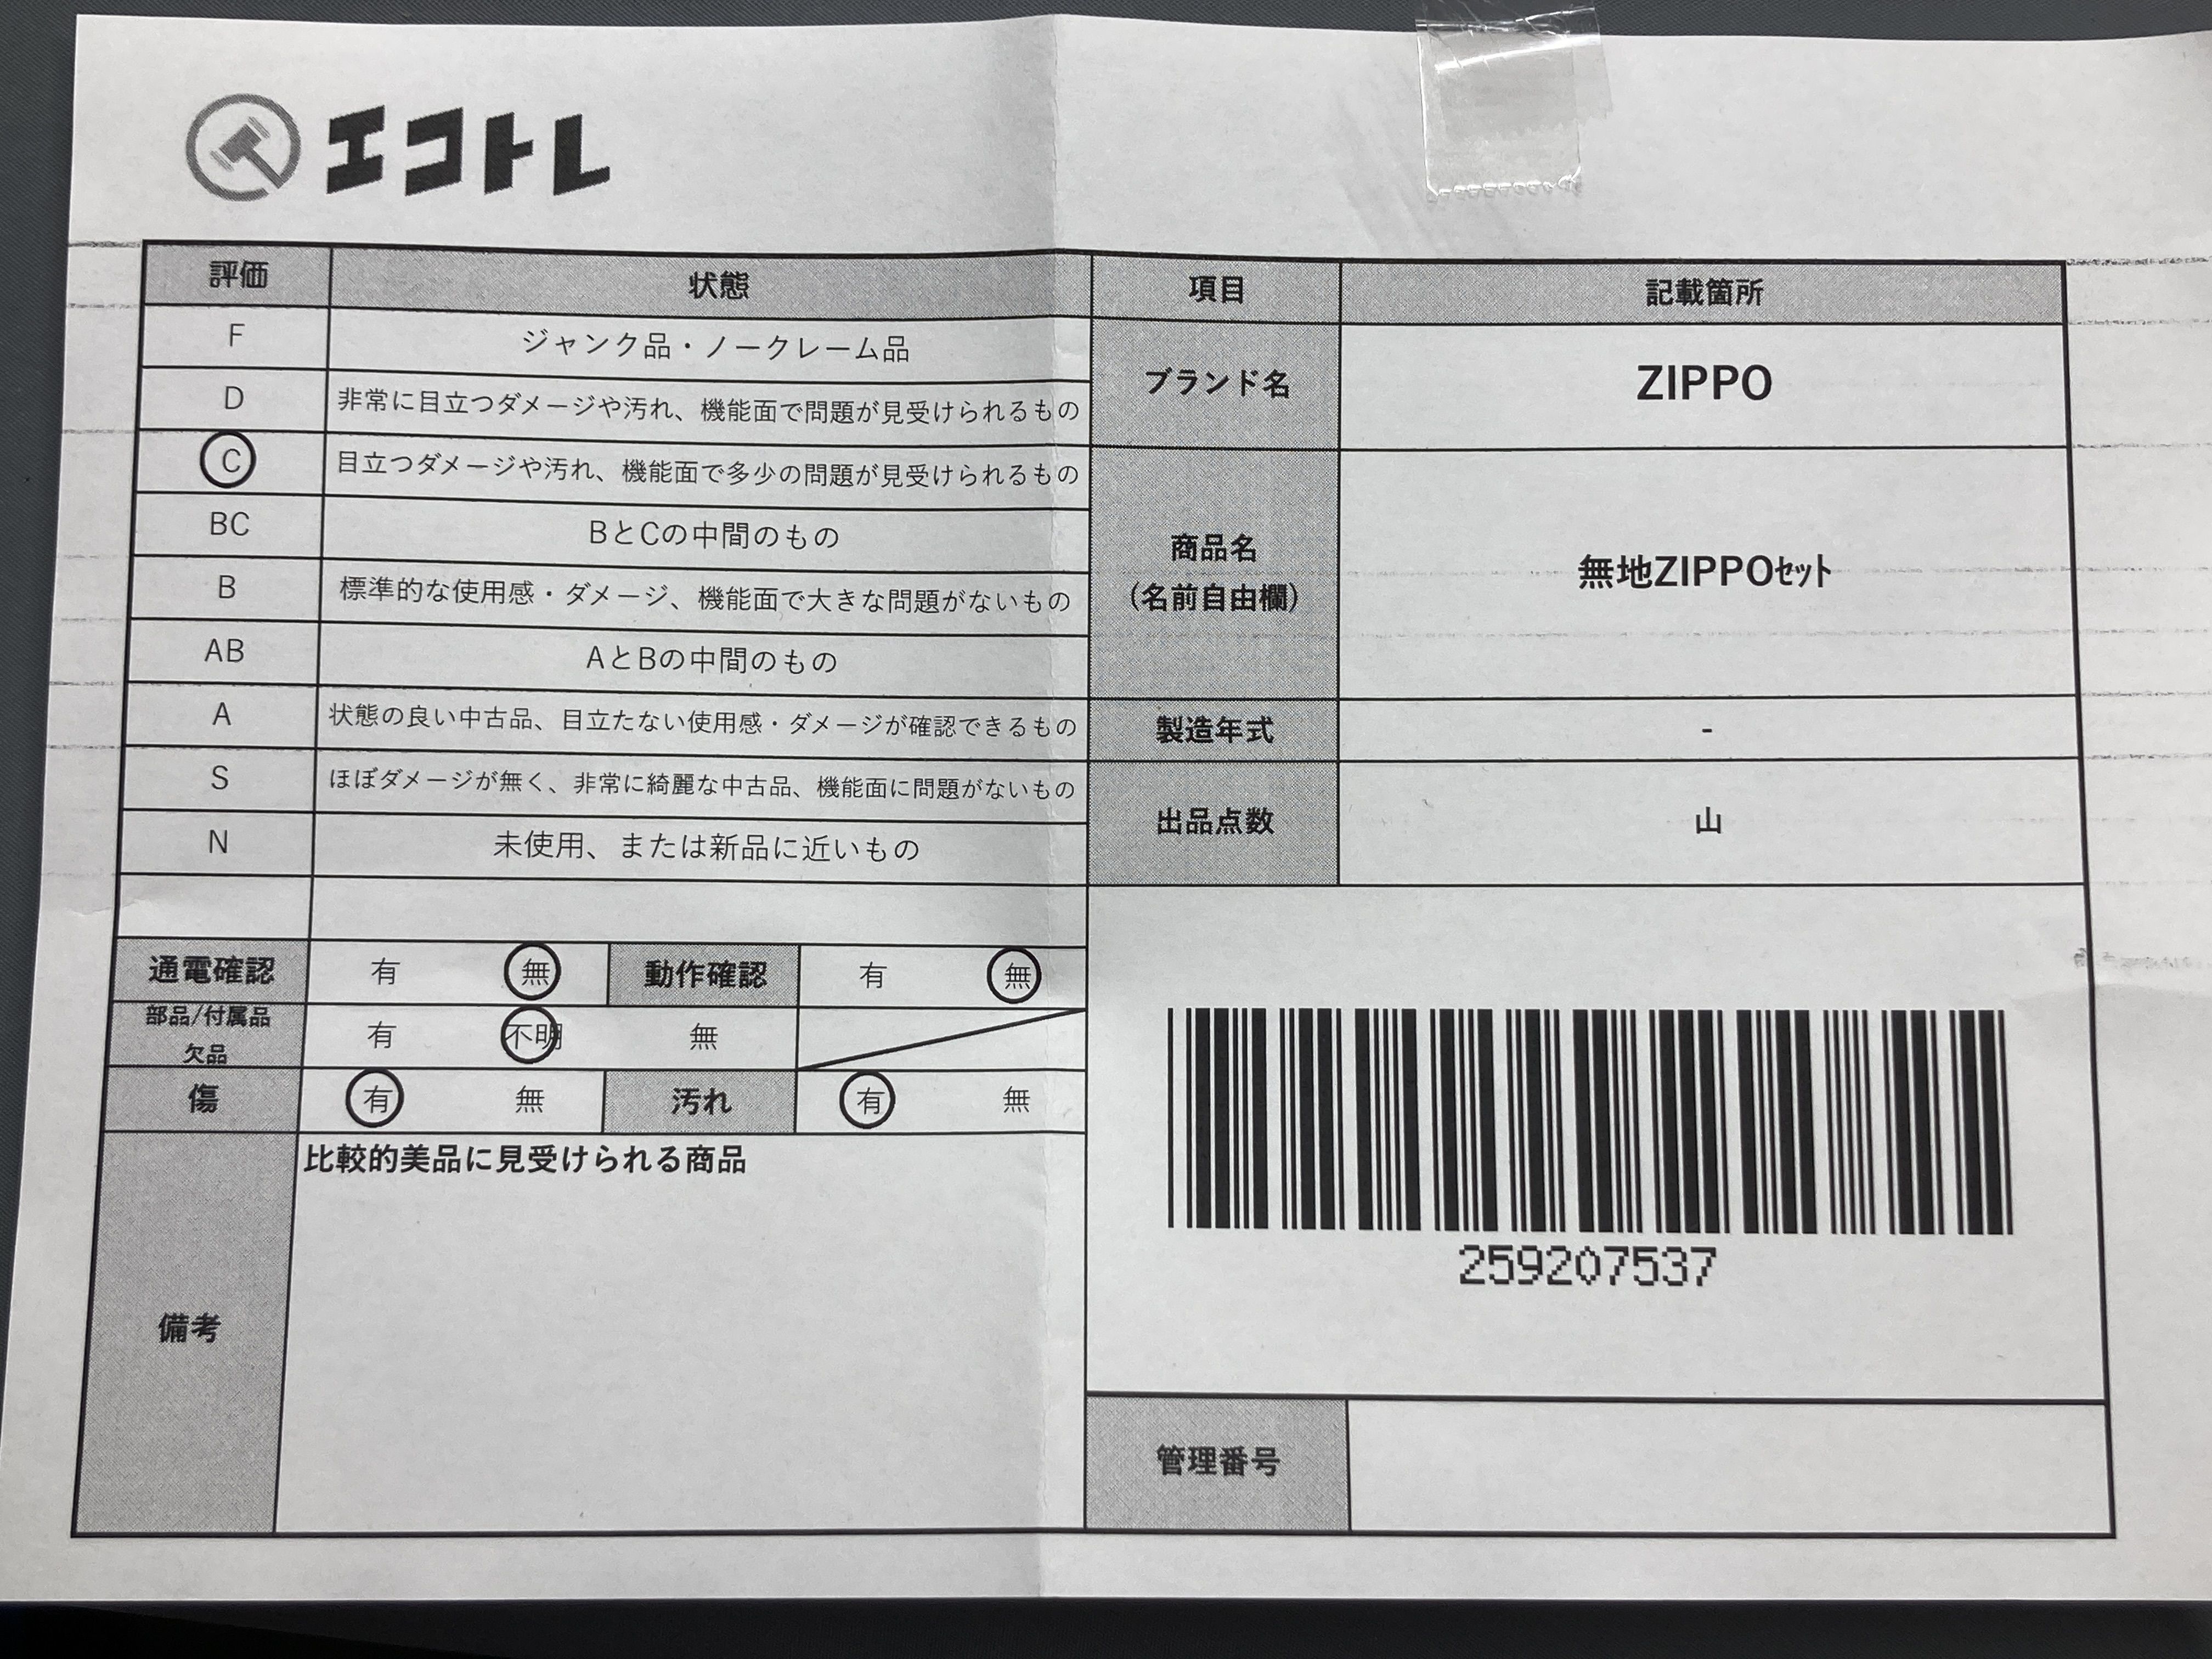 エコトレ
評価 状態
F ジャンク品・ノークレーム品
D 非常に目立つダメージや汚れ、機能面で問題が見受けられるもの
C 目立つダメージや汚れ、機能面で多少の問題が見受けられるもの
BC BとCの中間のもの
B 標準的な使用感・ダメージ、機能面で大きな問題がないもの
AB AとBの中間のもの
A 状態の良い中古品、目立たない使用感・ダメージが確認できるもの
S ほぼダメージが無く、非常に綺麗な中古品、機能面に問題がないもの
N 未使用、または新品に近いもの
通電確認 有 無 動作確認 有 無
部品/付属品
欠品 有 不明 無
傷 有 無 汚れ 有 無
備考 比較的美品に見受けられる商品
項目 記載箇所
ブランド名 ZIPPO
商品名
(名前自由欄) 無地ZIPPOｾｯﾄ
製造年式 -
出品点数 山
259207537
管理番号